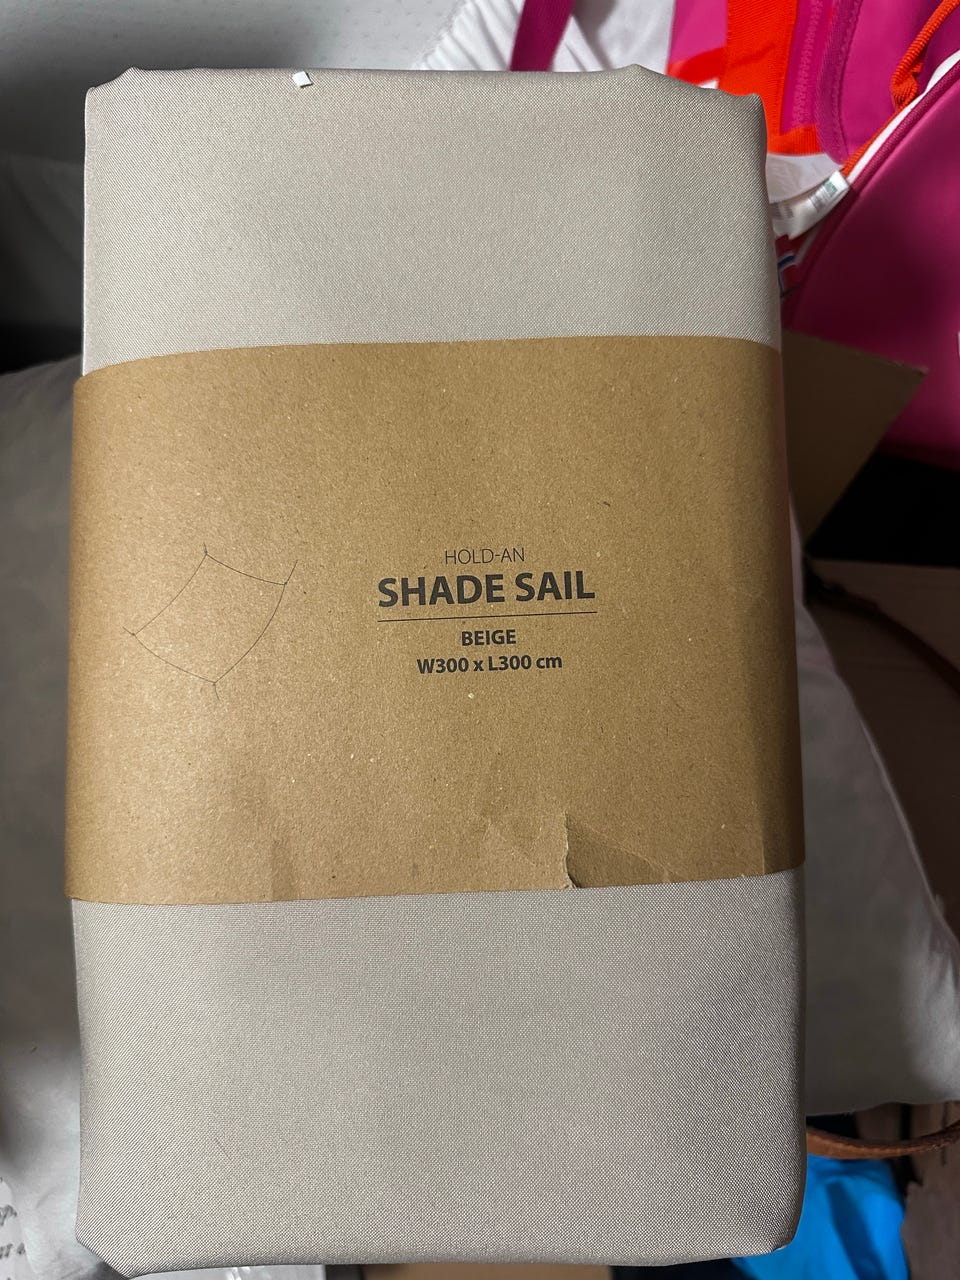 HOLD-AN
SHADE SAIL
BEIGE
W300 x L300 cm